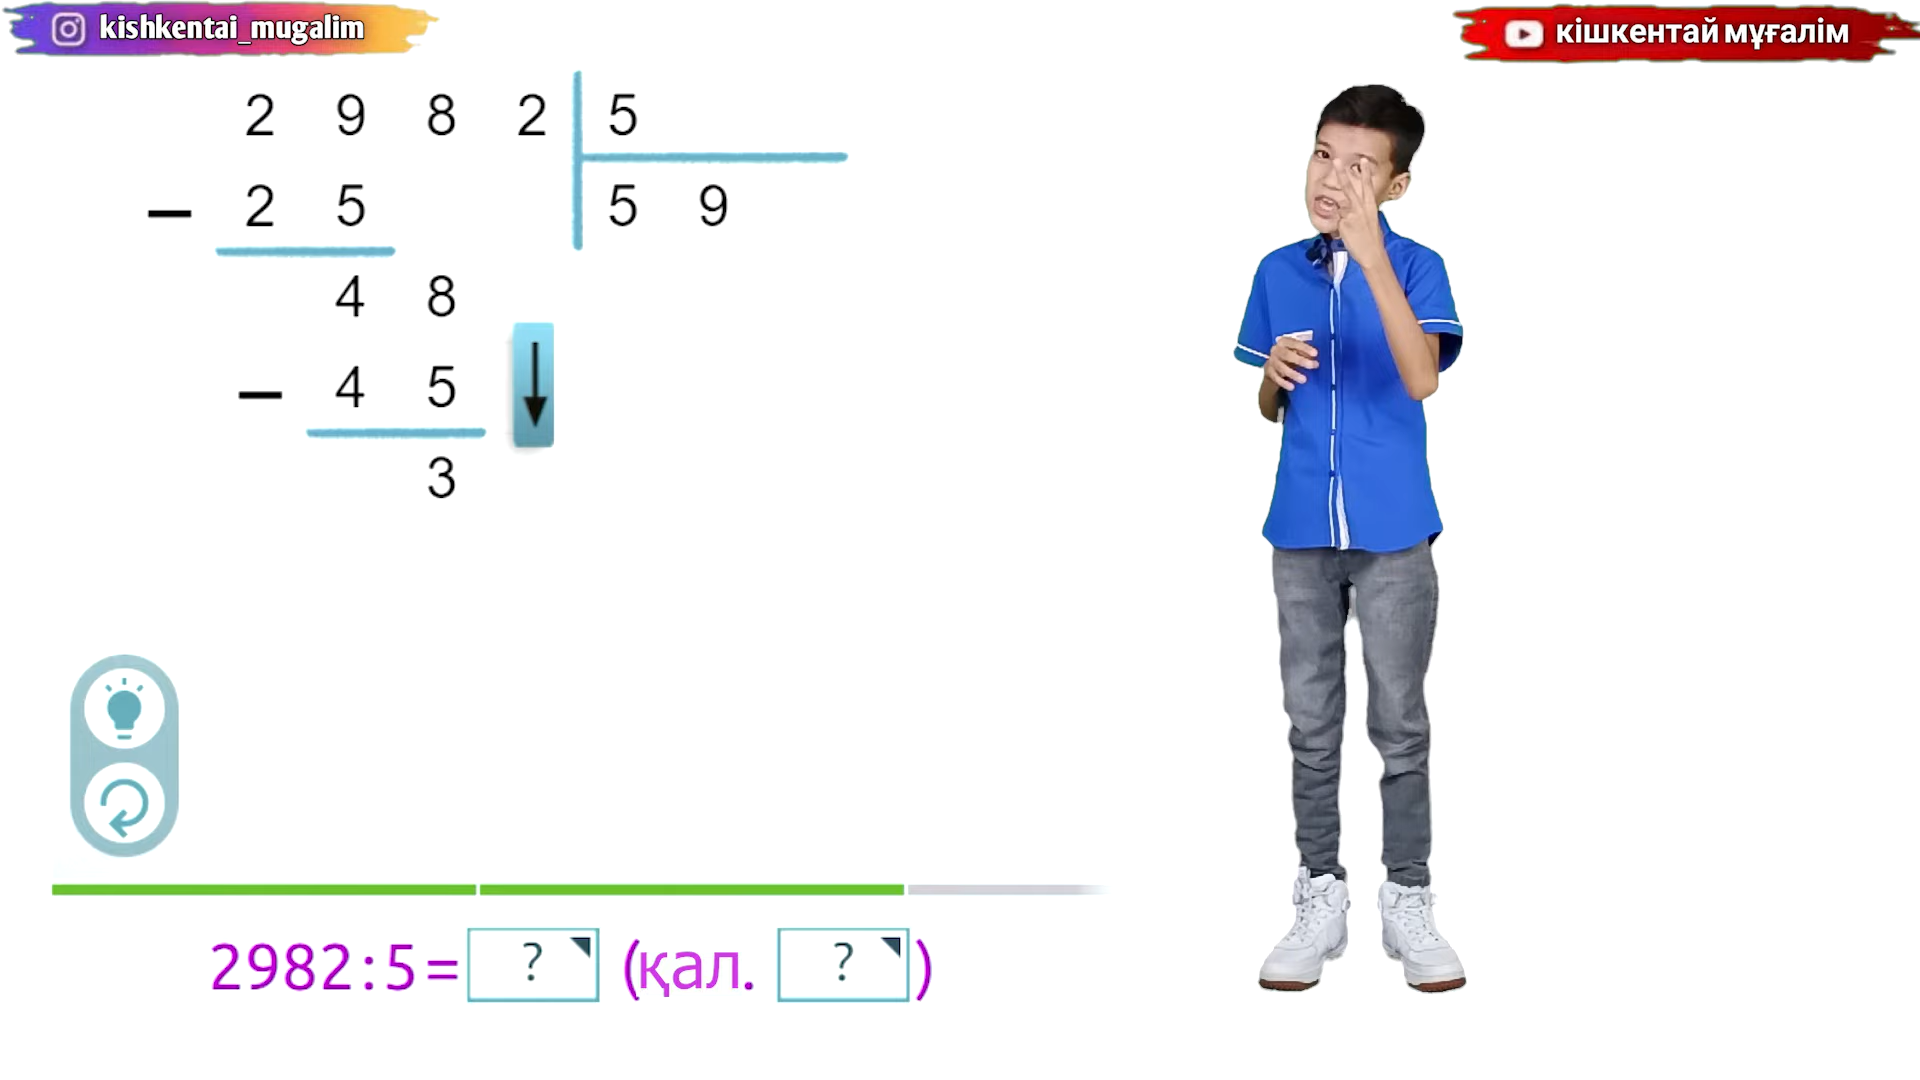 kishkentai_mugalim
кішкентай мұғалім
2 9 8 2 5
– 2 5 5 9
4 8
– 4 5
3
2982:5= ? (қал. ? )